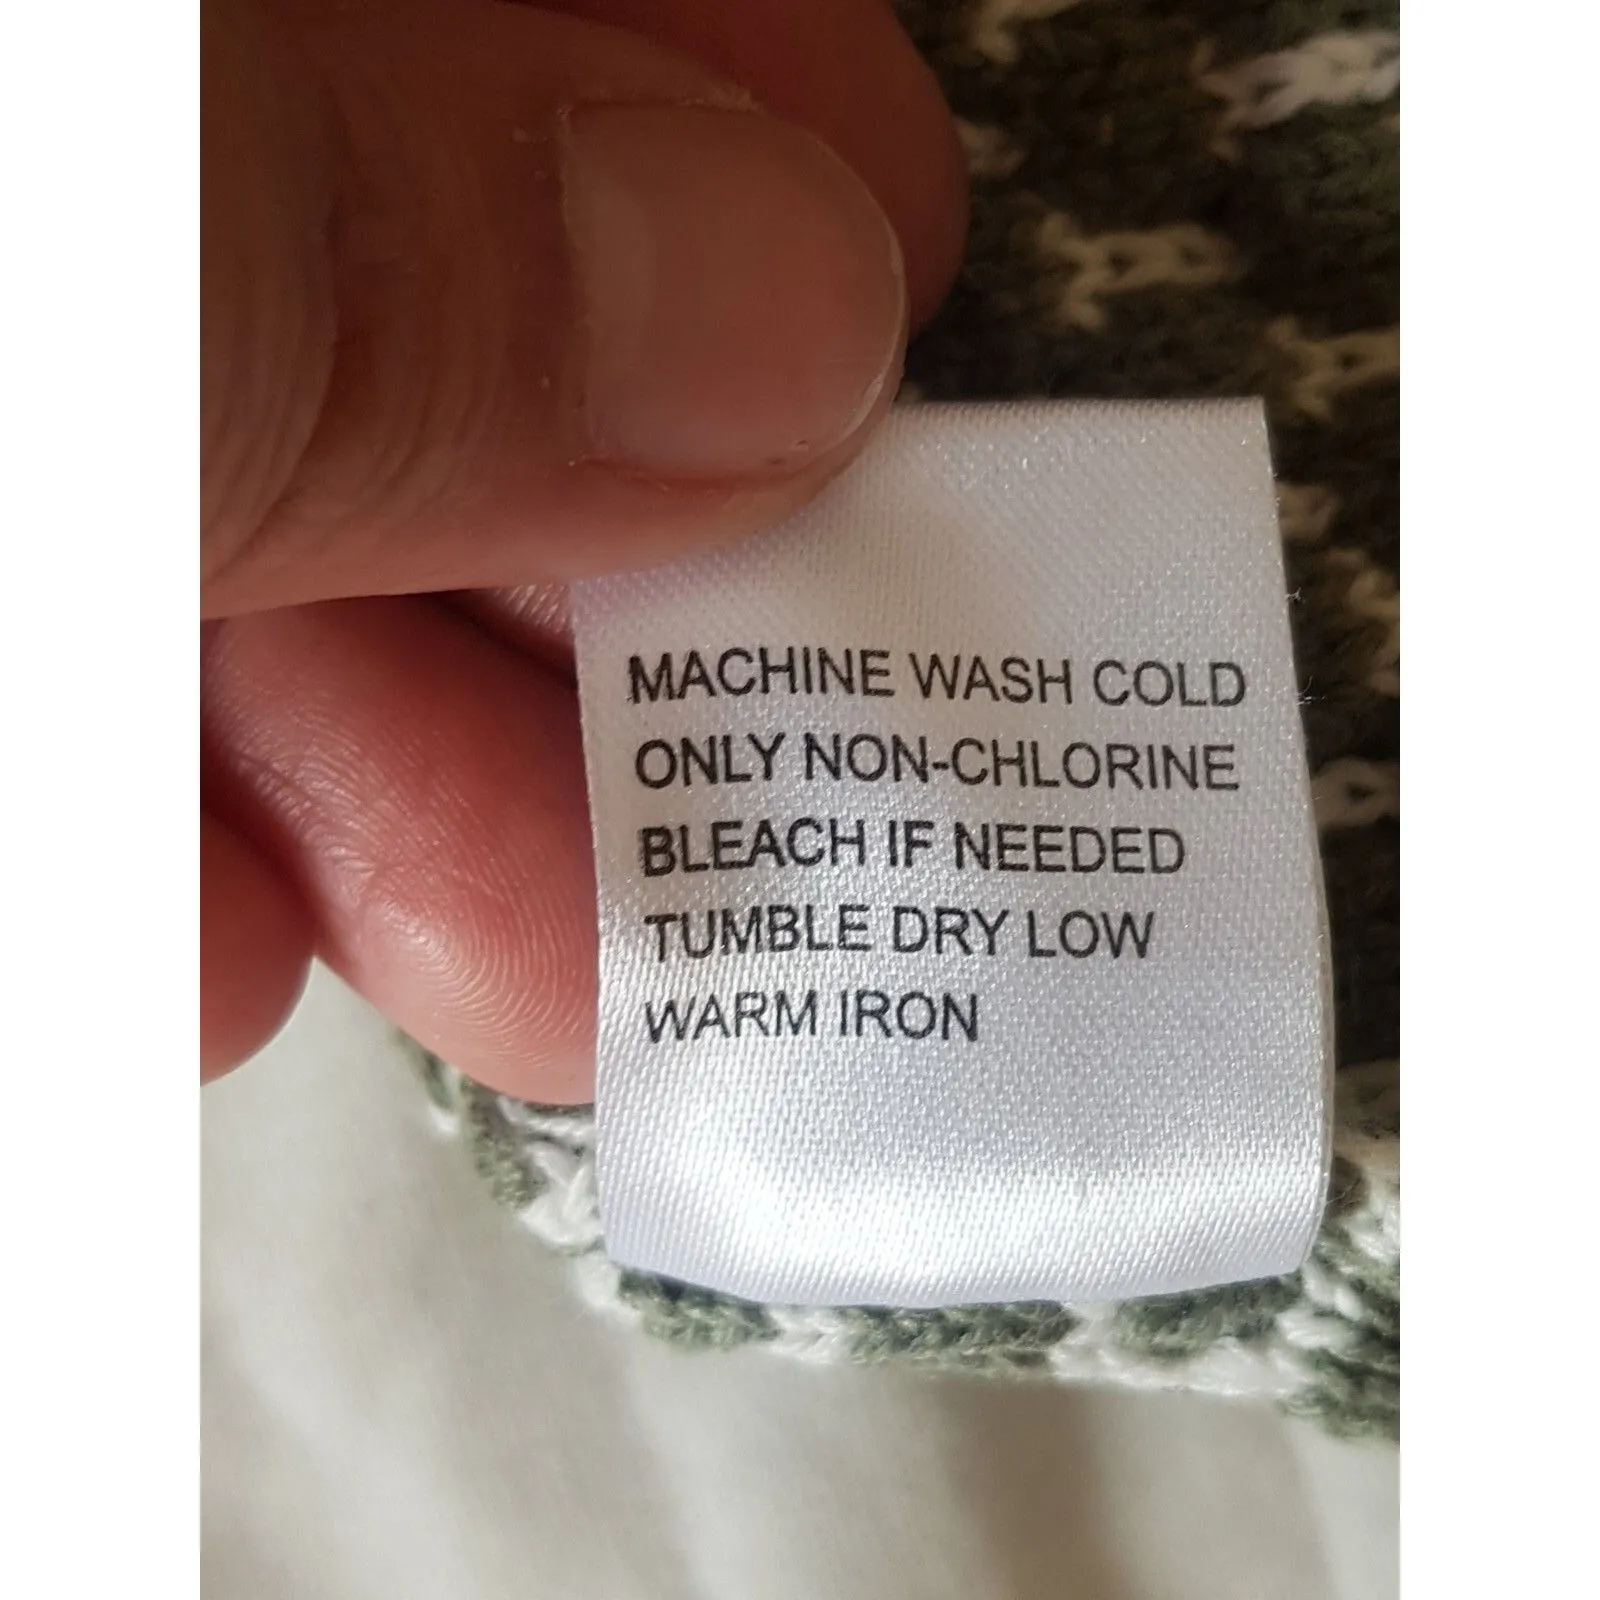 MACHINE WASH COLD
ONLY NON-CHLORINE
BLEACH IF NEEDED
TUMBLE DRY LOW
WARM IRON